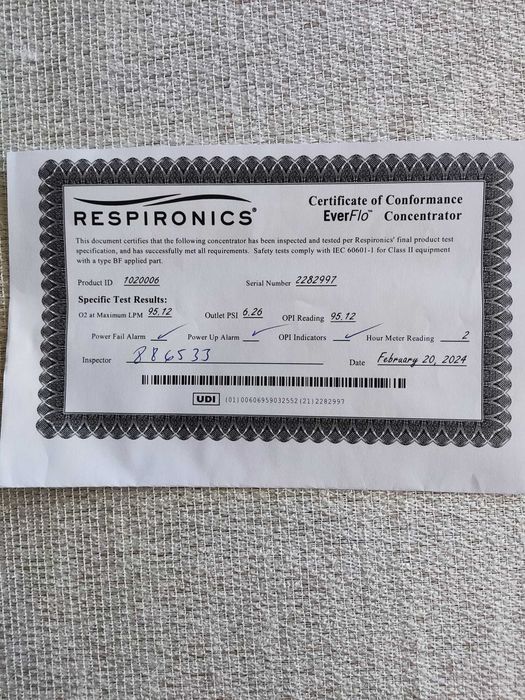 RESPIRONICS®
Certificate of Conformance
EverFlo™ Concentrator
This document certifies that the following concentrator has been inspected and tested per Respironics' final product test
specification, and has successfully met all requirements. Safety tests comply with IEC 60601-1 for Class II equipment
with a type BF applied part.
Product ID 1020006 Serial Number 2282997
Specific Test Results:
O2 at Maximum LPM 95.12 Outlet PSI 6.26 OPI Reading 95.12
Power Fail Alarm ✓ Power Up Alarm ✓ OPI Indicators ✓ Hour Meter Reading 2
Inspector 886533 Date February 20, 2024
UDI (01)00606959032552(21)2282997